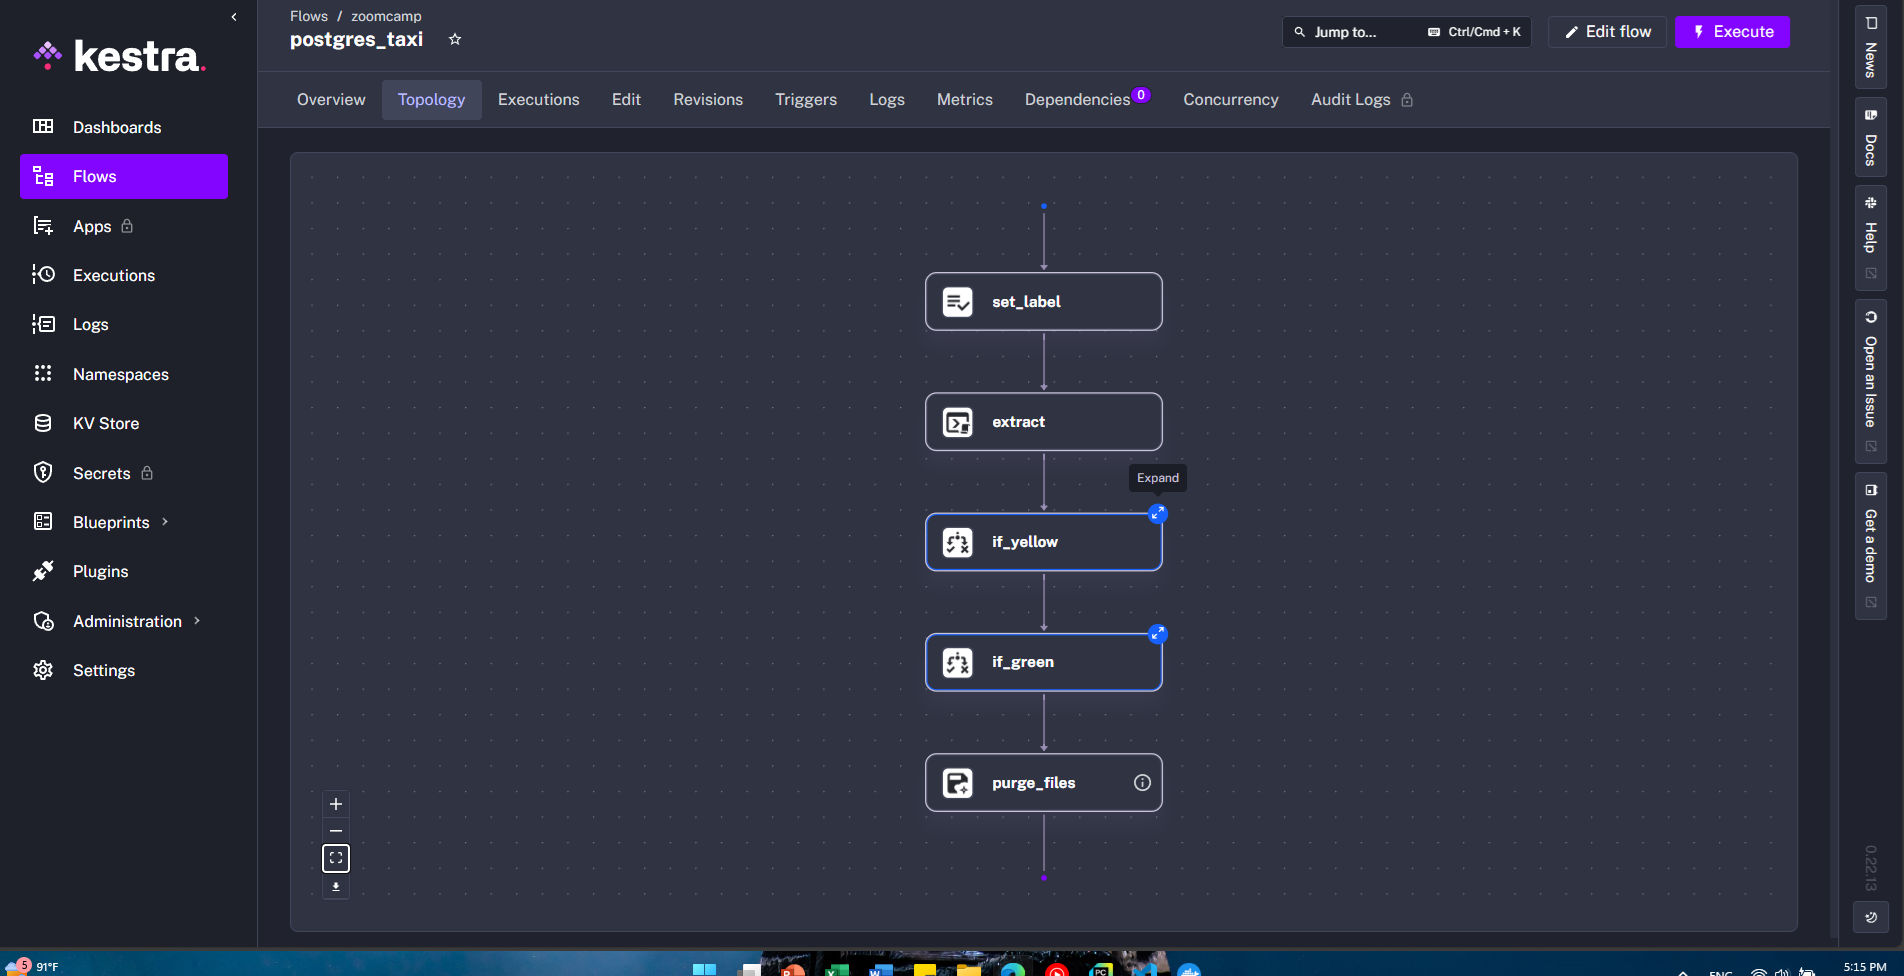 kestra.
Dashboards
Flows
Apps
Executions
Logs
Namespaces
KV Store
Secrets
Blueprints
Plugins
Administration
Settings
Flows / zoomcamp
postgres_taxi
Jump to... Ctrl/Cmd + K
Edit flow
Execute
Overview
Topology
Executions
Edit
Revisions
Triggers
Logs
Metrics
Dependencies 0
Concurrency
Audit Logs
set_label
extract
Expand
if_yellow
if_green
purge_files
News
Docs
Help
Open an Issue
Get a demo
0.22.13
5
91°F
ENG
5:15 PM